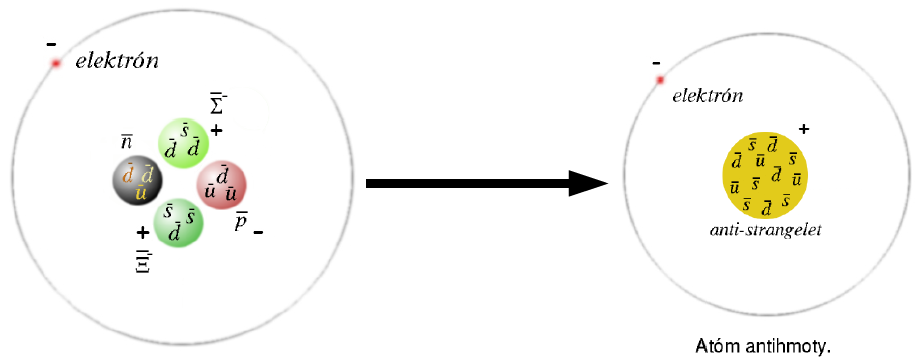 -
elektrón
Σ̄⁻
+
n̄
s̄
d̄ d̄
d̄ d̄
ū
d̄
ū ū
s̄ s̄
d̄
p̄
-
+
Ξ̄⁻
-
elektrón
+
s̄ d̄
d̄ ū s̄
ū s̄ d̄ ū
s̄ d̄ s̄
anti-strangelet
Atóm antihmoty.